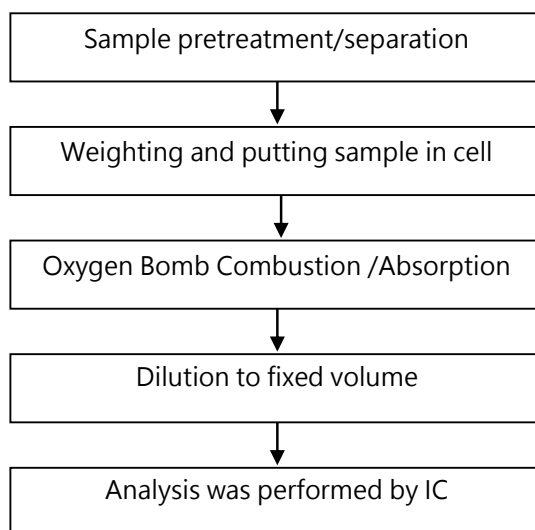 Sample pretreatment/separation
Weighting and putting sample in cell
Oxygen Bomb Combustion /Absorption
Dilution to fixed volume
Analysis was performed by IC